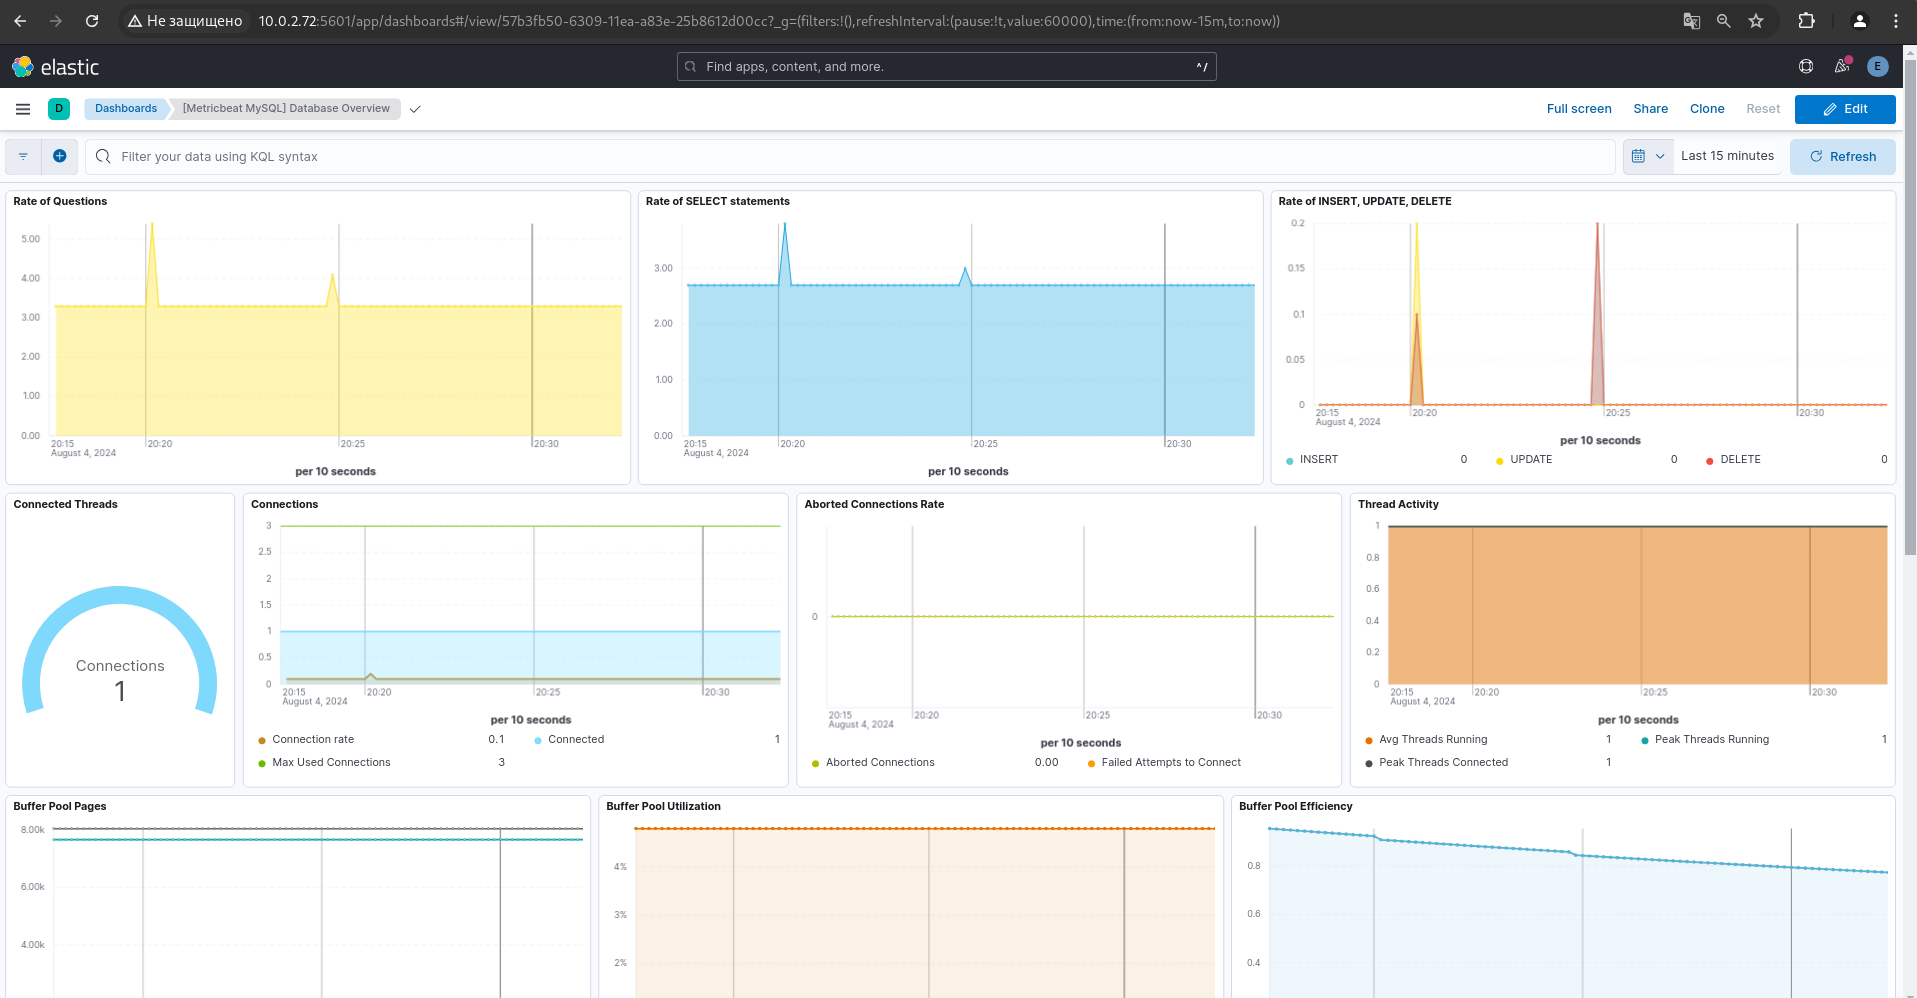 Не защищено 10.0.2.72:5601/app/dashboards#/view/57b3fb50-6309-11ea-a83e-25b8612d00cc?_g=(filters:!(),refreshInterval:(pause:!t,value:60000),time:(from:now-15m,to:now))
elastic Find apps, content, and more. ^/ E
D Dashboards [Metricbeat MySQL] Database Overview Full screen Share Clone Reset Edit
Filter your data using KQL syntax Last 15 minutes Refresh
Rate of Questions
5.00
4.00
3.00
2.00
1.00
0.00
20:15 20:20 20:25 20:30
August 4, 2024
per 10 seconds
Rate of SELECT statements
3.00
2.00
1.00
0.00
20:15 20:20 20:25 20:30
August 4, 2024
per 10 seconds
Rate of INSERT, UPDATE, DELETE
0.2
0.15
0.1
0.05
0
20:15 20:20 20:25 20:30
August 4, 2024
per 10 seconds
INSERT 0 UPDATE 0 DELETE 0
Connected Threads
Connections
1
Connections
3
2.5
2
1.5
1
0.5
0
20:15 20:20 20:25 20:30
August 4, 2024
per 10 seconds
Connection rate 0.1 Connected 1
Max Used Connections 3
Aborted Connections Rate
0
20:15 20:20 20:25 20:30
August 4, 2024
per 10 seconds
Aborted Connections 0.00 Failed Attempts to Connect
Thread Activity
1
0.8
0.6
0.4
0.2
0
20:15 20:20 20:25 20:30
August 4, 2024
per 10 seconds
Avg Threads Running 1 Peak Threads Running 1
Peak Threads Connected 1
Buffer Pool Pages
8.00k
6.00k
4.00k
Buffer Pool Utilization
4%
3%
2%
Buffer Pool Efficiency
0.8
0.6
0.4